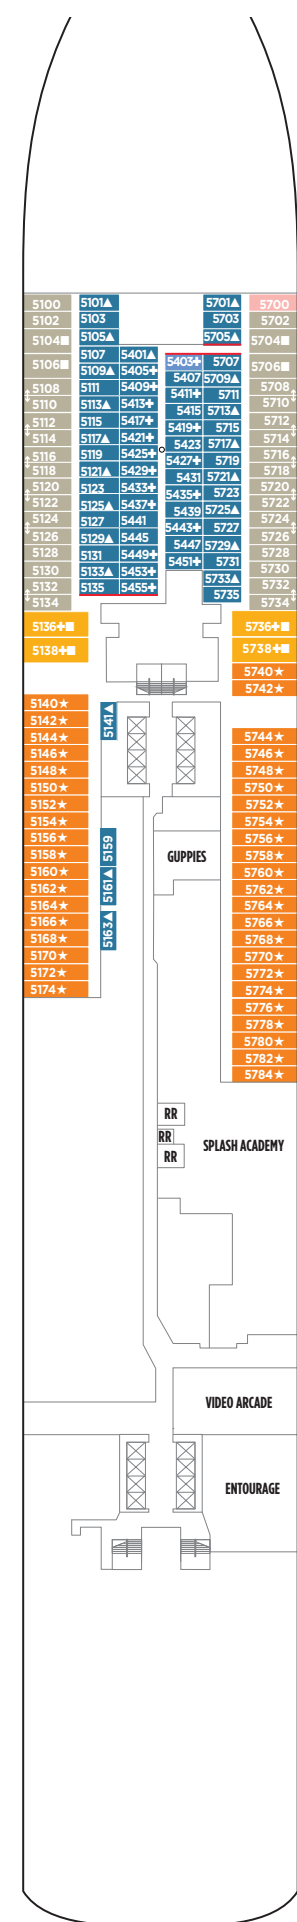 5100 5101▲ 5701▲ 5700
5102 5103 5703 5702
5104■ 5105▲ 5705▲ 5704■
5106■ 5107 5401▲ 5403✚ 5707 5706■
5109▲ 5405✚ 5407 5709▲
5108 5111 5409✚ 5411✚ 5711 5708
5110 5113▲ 5413✚ 5415 5713▲ 5710
5112 5115 5417✚ 5419✚ 5715 5712
5114 5117▲ 5421✚ 5423 5717▲ 5714
5116 5119 5425✚ 5427✚ 5719 5716
5118 5121▲ 5429✚ 5431 5721▲ 5718
5120 5123 5433✚ 5435✚ 5723 5720
5122 5125▲ 5437✚ 5439 5725▲ 5722
5124 5127 5441 5443✚ 5727 5724
5126 5129▲ 5445 5447 5729▲ 5726
5128 5131 5449✚ 5451✚ 5731 5728
5130 5133▲ 5453✚ 5733▲ 5730
5132 5135 5455✚ 5735 5732
5134 5734
5136✚■ 5736✚■
5138✚■ 5738✚■
5740★
5742★
5140★
5142★ 5141▲
5144★ 5744★
5146★ 5746★
5148★ 5748★
5150★ 5750★
5152★ 5752★
5154★ 5754★
5156★ 5159 5756★
5158★ GUPPIES 5758★
5160★ 5161▲ 5760★
5162★ 5762★
5164★ 5764★
5166★ 5163▲ 5766★
5168★ 5768★
5170★ 5770★
5172★ 5772★
5174★ 5774★
5776★
5778★
5780★
5782★
5784★
RR
RR
SPLASH ACADEMY
RR
VIDEO ARCADE
ENTOURAGE